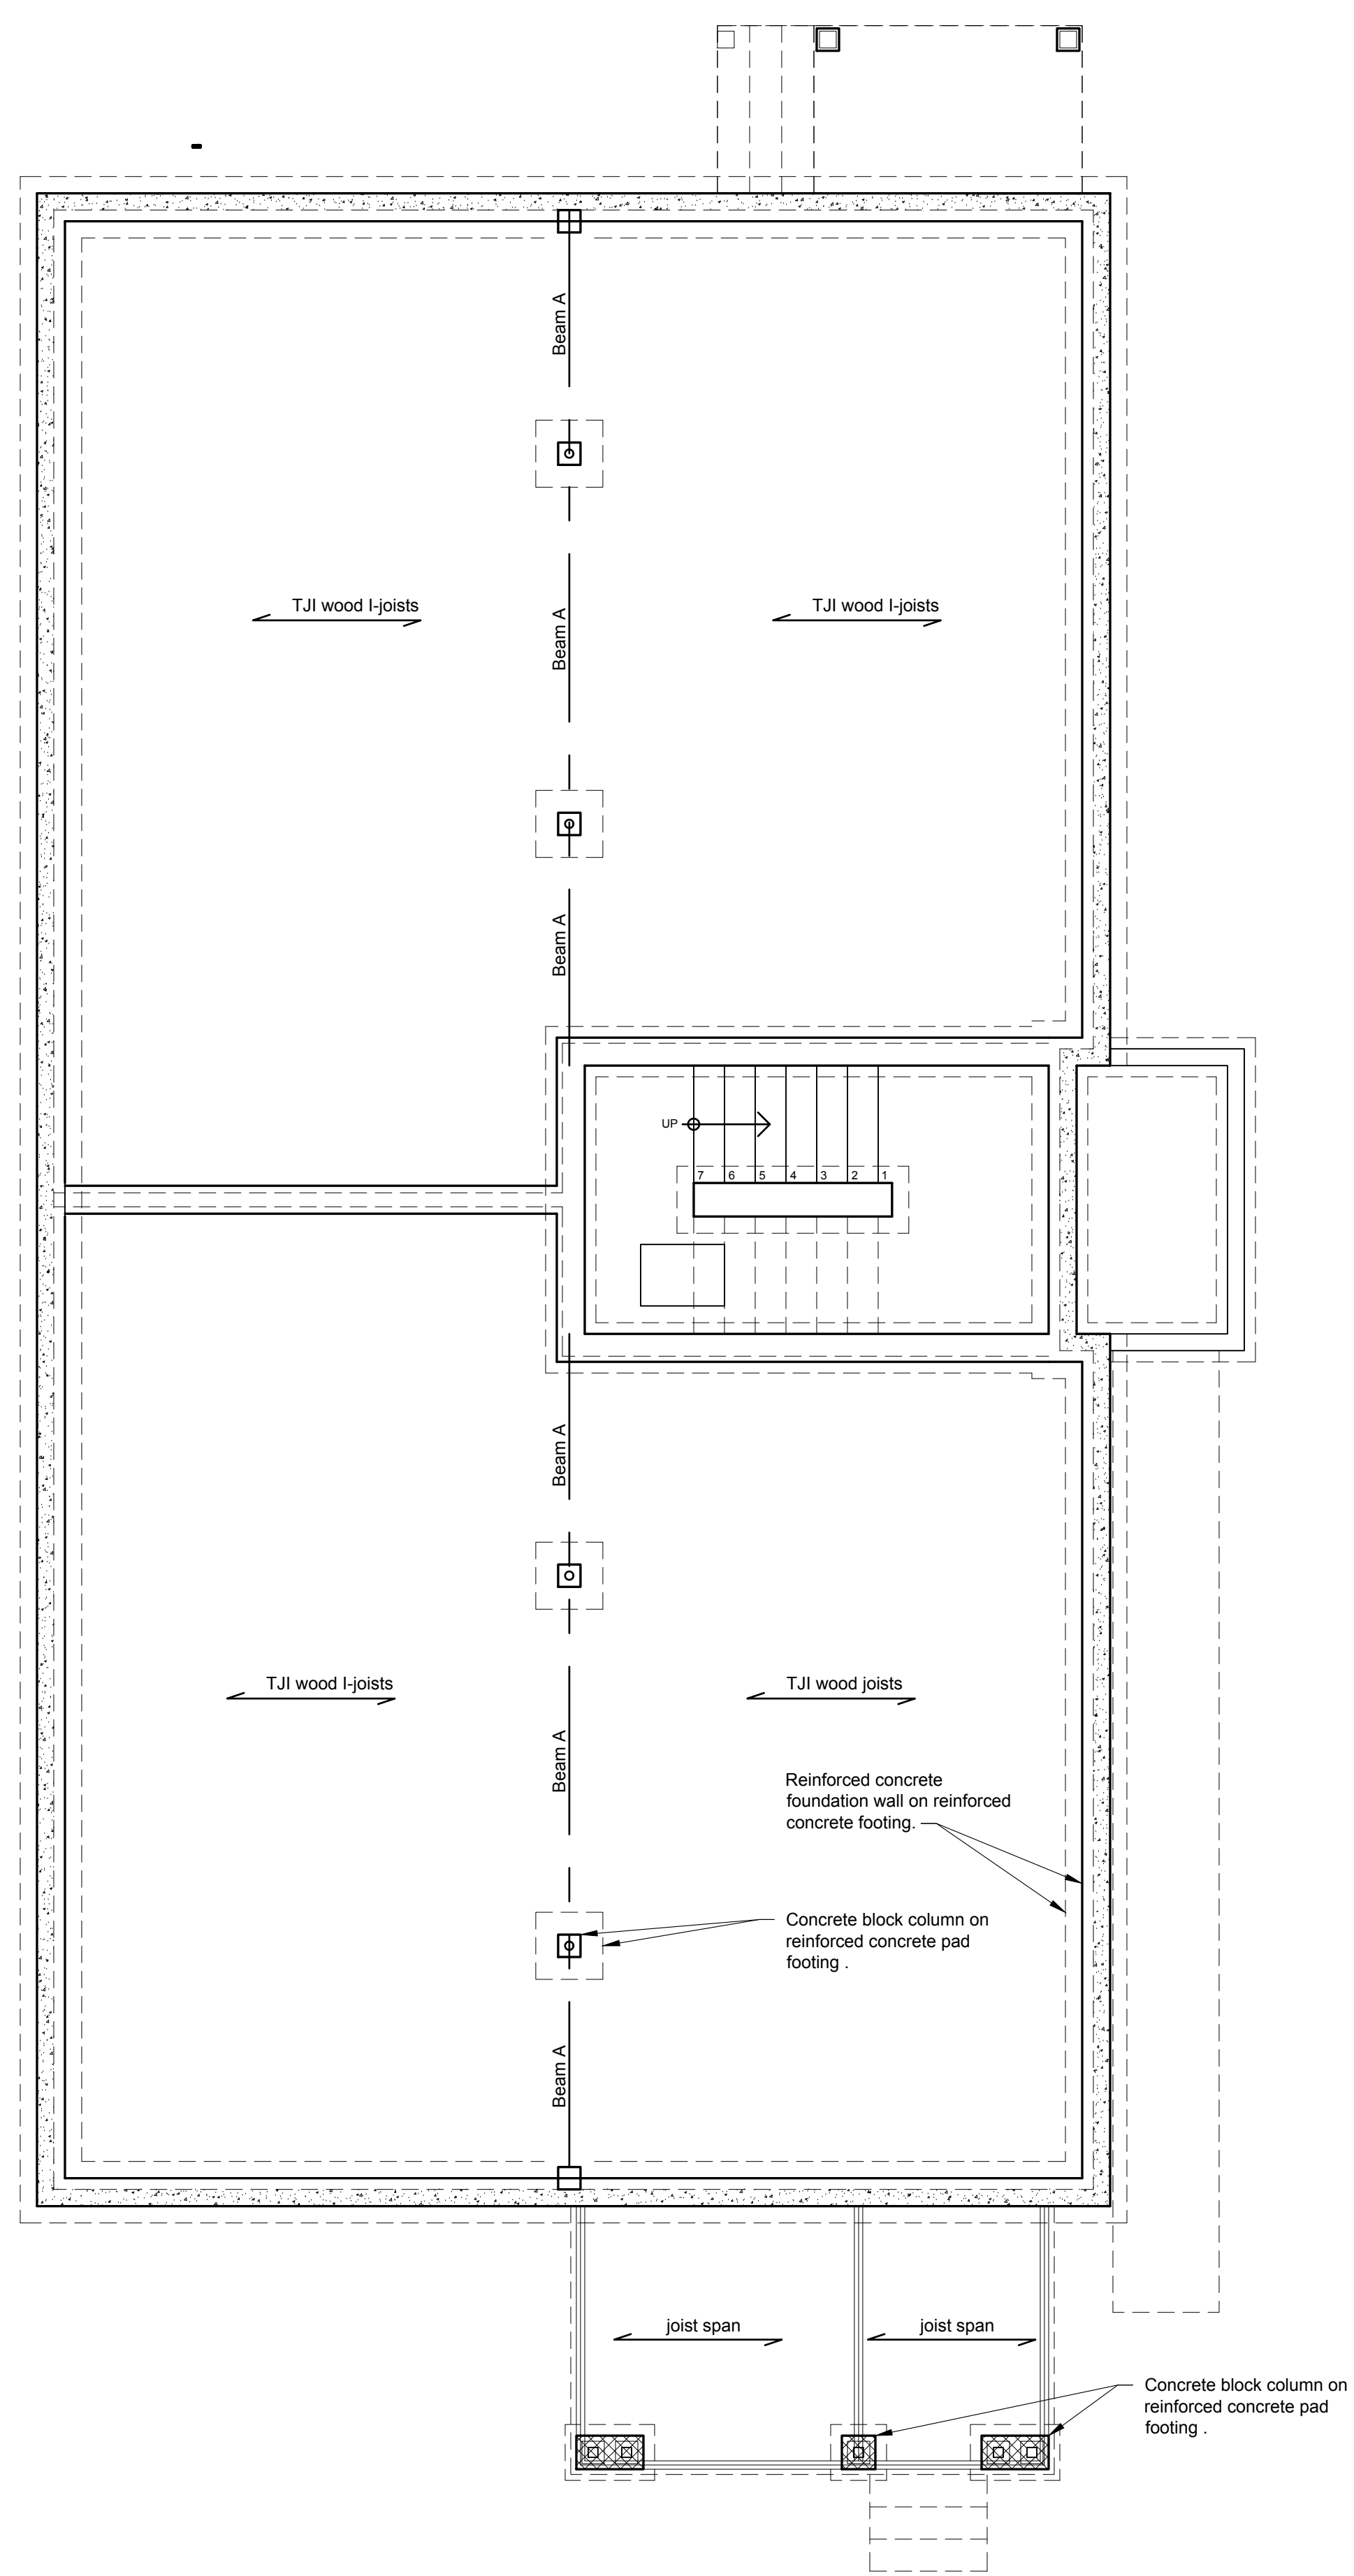 Beam A
TJI wood I-joists
TJI wood I-joists
Beam A
Beam A
UP
7 6 5 4 3 2 1
Beam A
TJI wood I-joists
TJI wood joists
Beam A
Reinforced concrete
foundation wall on reinforced
concrete footing.
Concrete block column on
reinforced concrete pad
footing .
Beam A
joist span
joist span
Concrete block column on
reinforced concrete pad
footing .